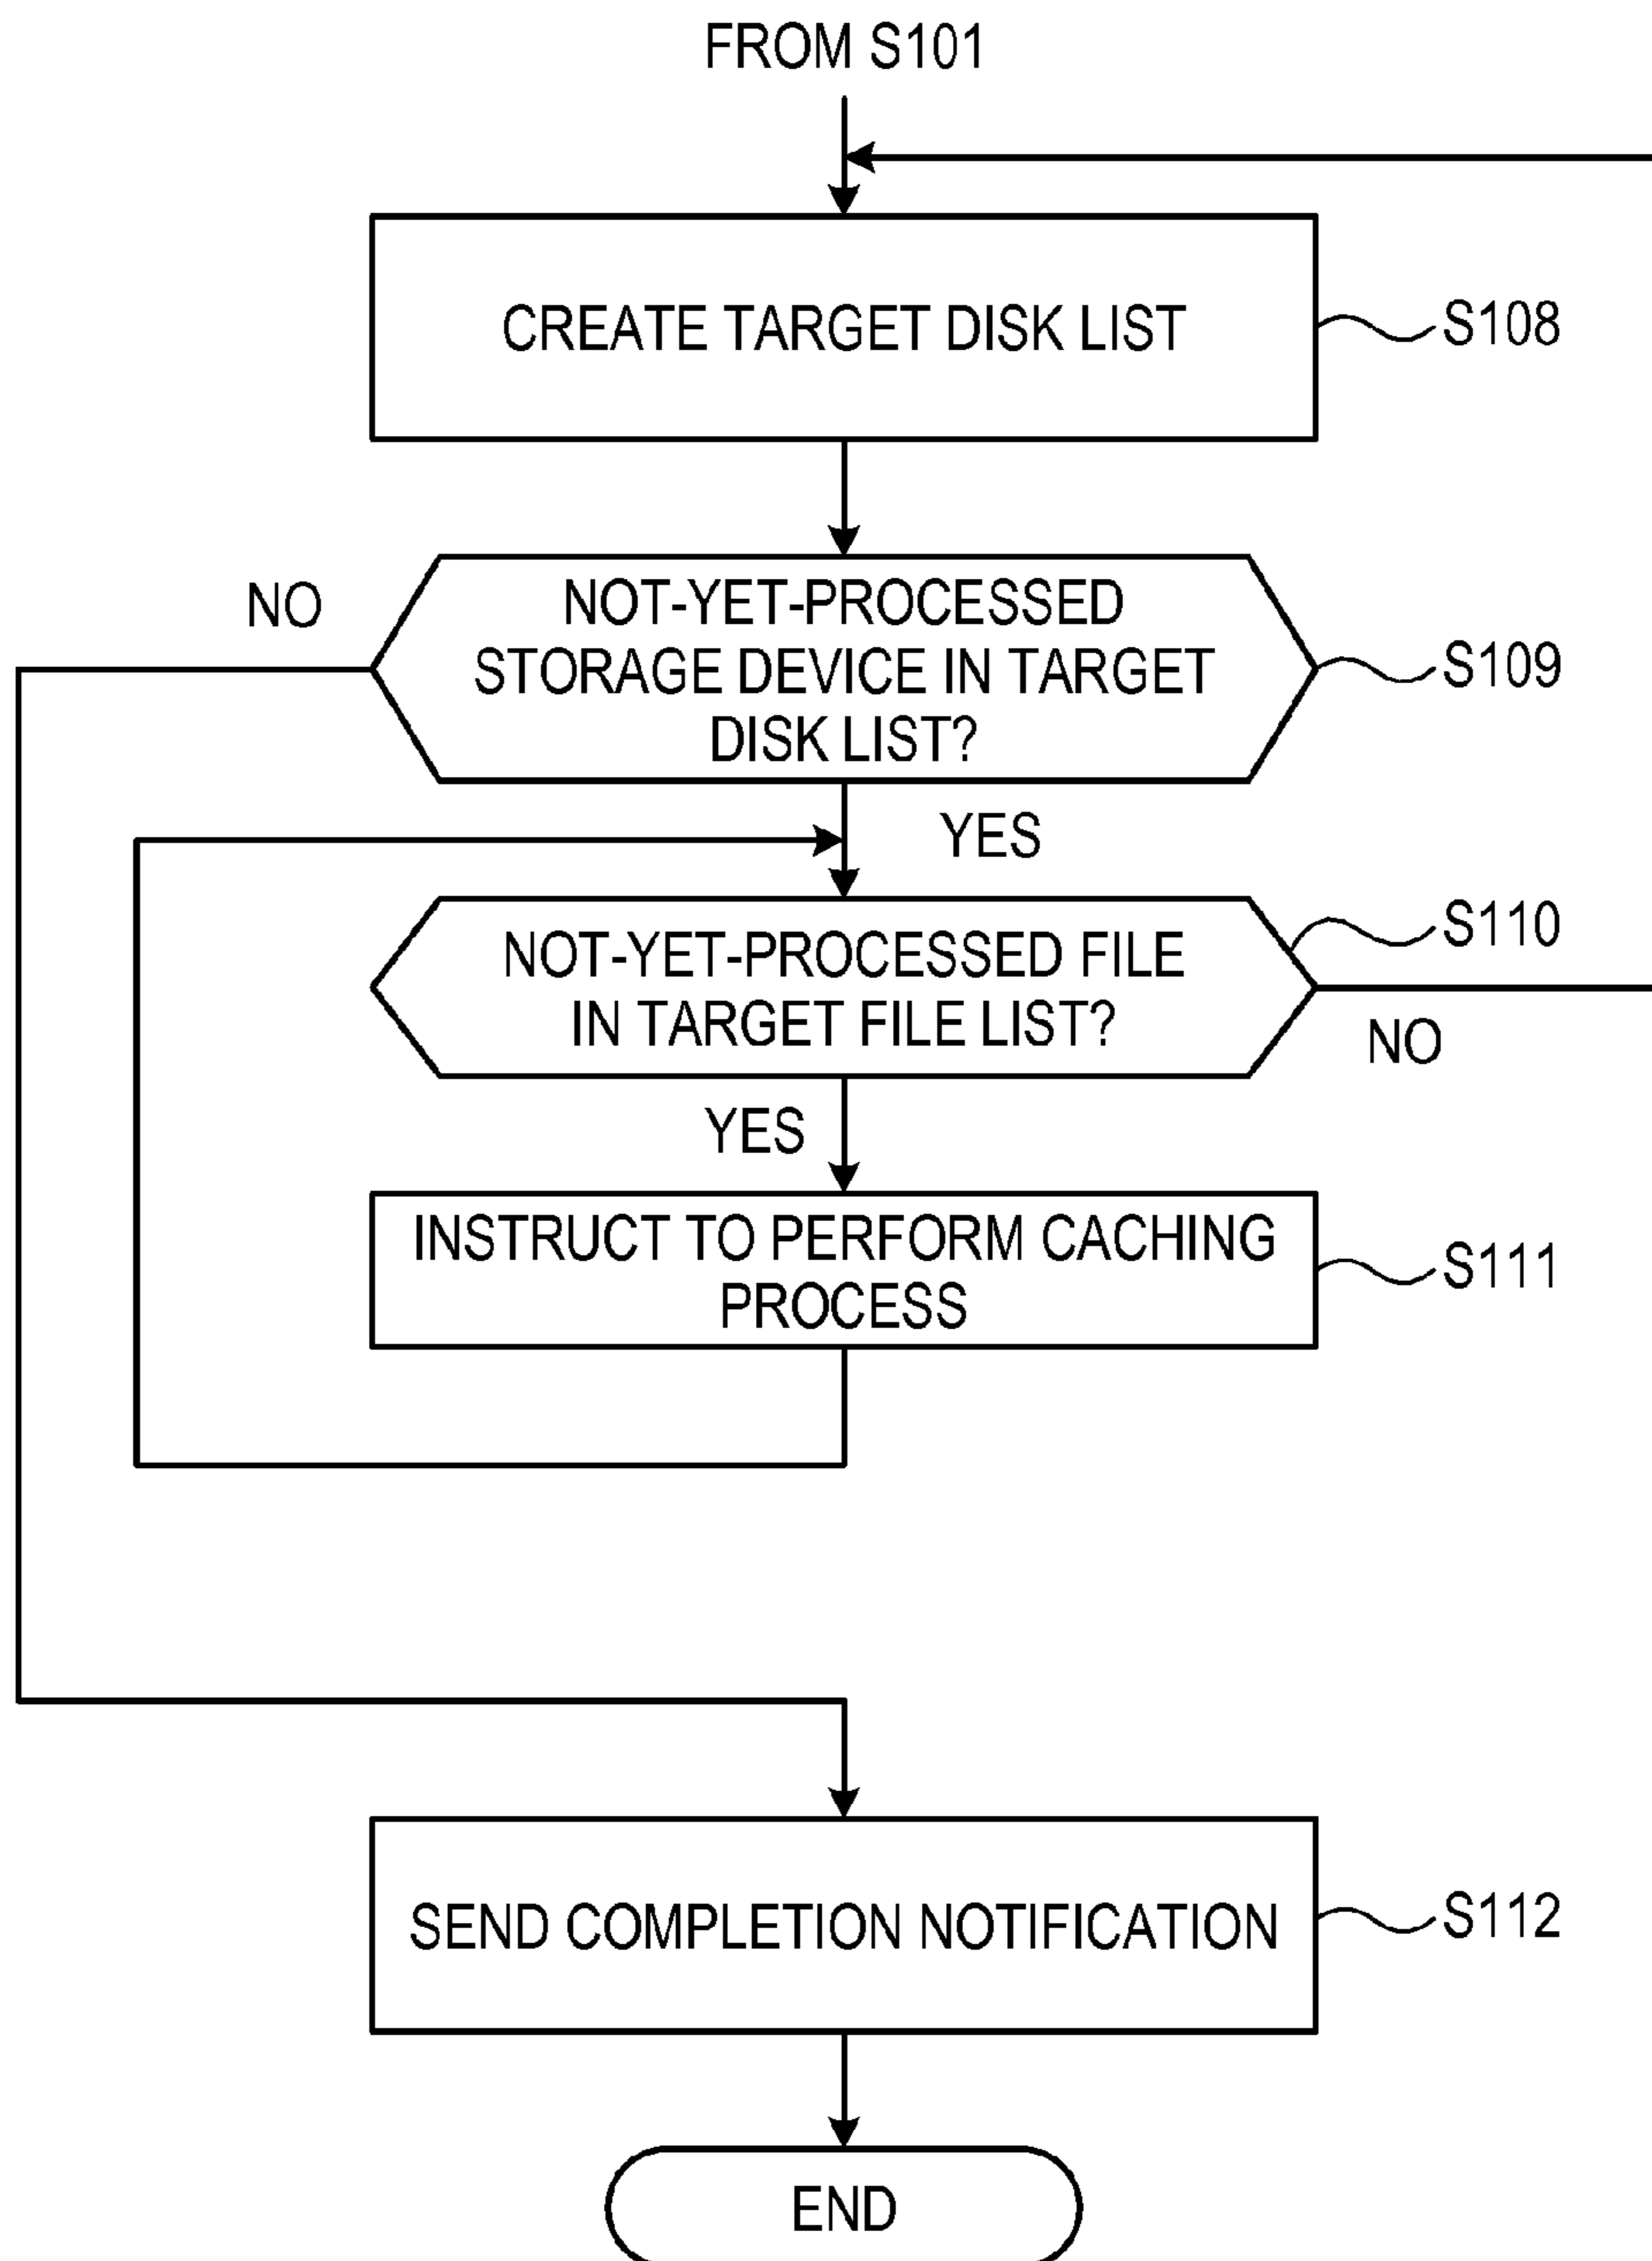 FROM S101
CREATE TARGET DISK LIST
S108
NO
NOT-YET-PROCESSED
STORAGE DEVICE IN TARGET
DISK LIST?
S109
YES
NOT-YET-PROCESSED FILE
IN TARGET FILE LIST?
S110
NO
YES
INSTRUCT TO PERFORM CACHING
PROCESS
S111
SEND COMPLETION NOTIFICATION
S112
END